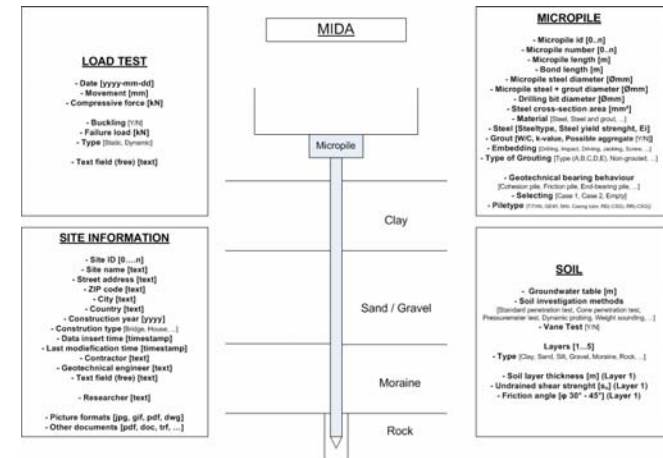 LOAD TEST
- Date [yyyy-mm-dd]
- Movement [mm]
- Compressive force [kN]
- Buckling [Y/N]
- Failure load [kN]
- Type [Static, Dynamic]
- Text field (free) [text]
SITE INFORMATION
- Site ID [0....n]
- Site name [text]
- Street address [text]
- ZIP code [text]
- City [text]
- Country [text]
- Construction year [yyyy]
- Constrution type [Bridge, House, ...]
- Data insert time [timestamp]
- Last modiefication time [timestamp]
- Contractor [text]
- Geotechnical engineer [text]
- Text field (free) [text]
- Researcher [text]
- Picture formats [jpg, gif, pdf, dwg]
- Other documents [pdf, doc, trf, ...]
MIDA
Micropile
Clay
Sand / Gravel
Moraine
Rock
MICROPILE
- Micropile id [0..n]
- Micropile number [0..n]
- Micropile length [m]
- Bond length [m]
- Micropile steel diameter [Ømm]
- Micropile steel + grout diameter [Ømm]
- Drilling bit diameter [Ømm]
- Steel cross-section area [mm²]
- Material [Steel, Steel and grout, ...]
- Steel [Steeltype, Steel yield strenght, Ei]
- Grout [W/C, k-value, Possible aggregate [Y/N]]
- Embedding [Drilling, Impact, Driving, Jacking, Screw, ...]
- Type of Grouting [Type (A,B,C,D,E), Non-grouted, ...]
- Geotechnical bearing behaviour
[Cohesion pile, Friction pile, End-bearing pile, ...]
- Selecting [Case 1, Case 2, Empty]
- Piletype
SOIL
- Groundwater table [m]
- Soil investigation methods
[Standard penetration test, Cone penetration test,
Pressuremeter test, Dynamic probing, Weight sounding, ...]
- Vane Test [Y/N]
Layers [1...5]
- Type [Clay, Sand, Silt, Gravel, Moraine, Rock, ...]
- Soil layer thickness [m] (Layer 1)
- Undrained shear strenght [sᵤ] (Layer 1)
- Friction angle [φ 30° - 45°] (Layer 1)